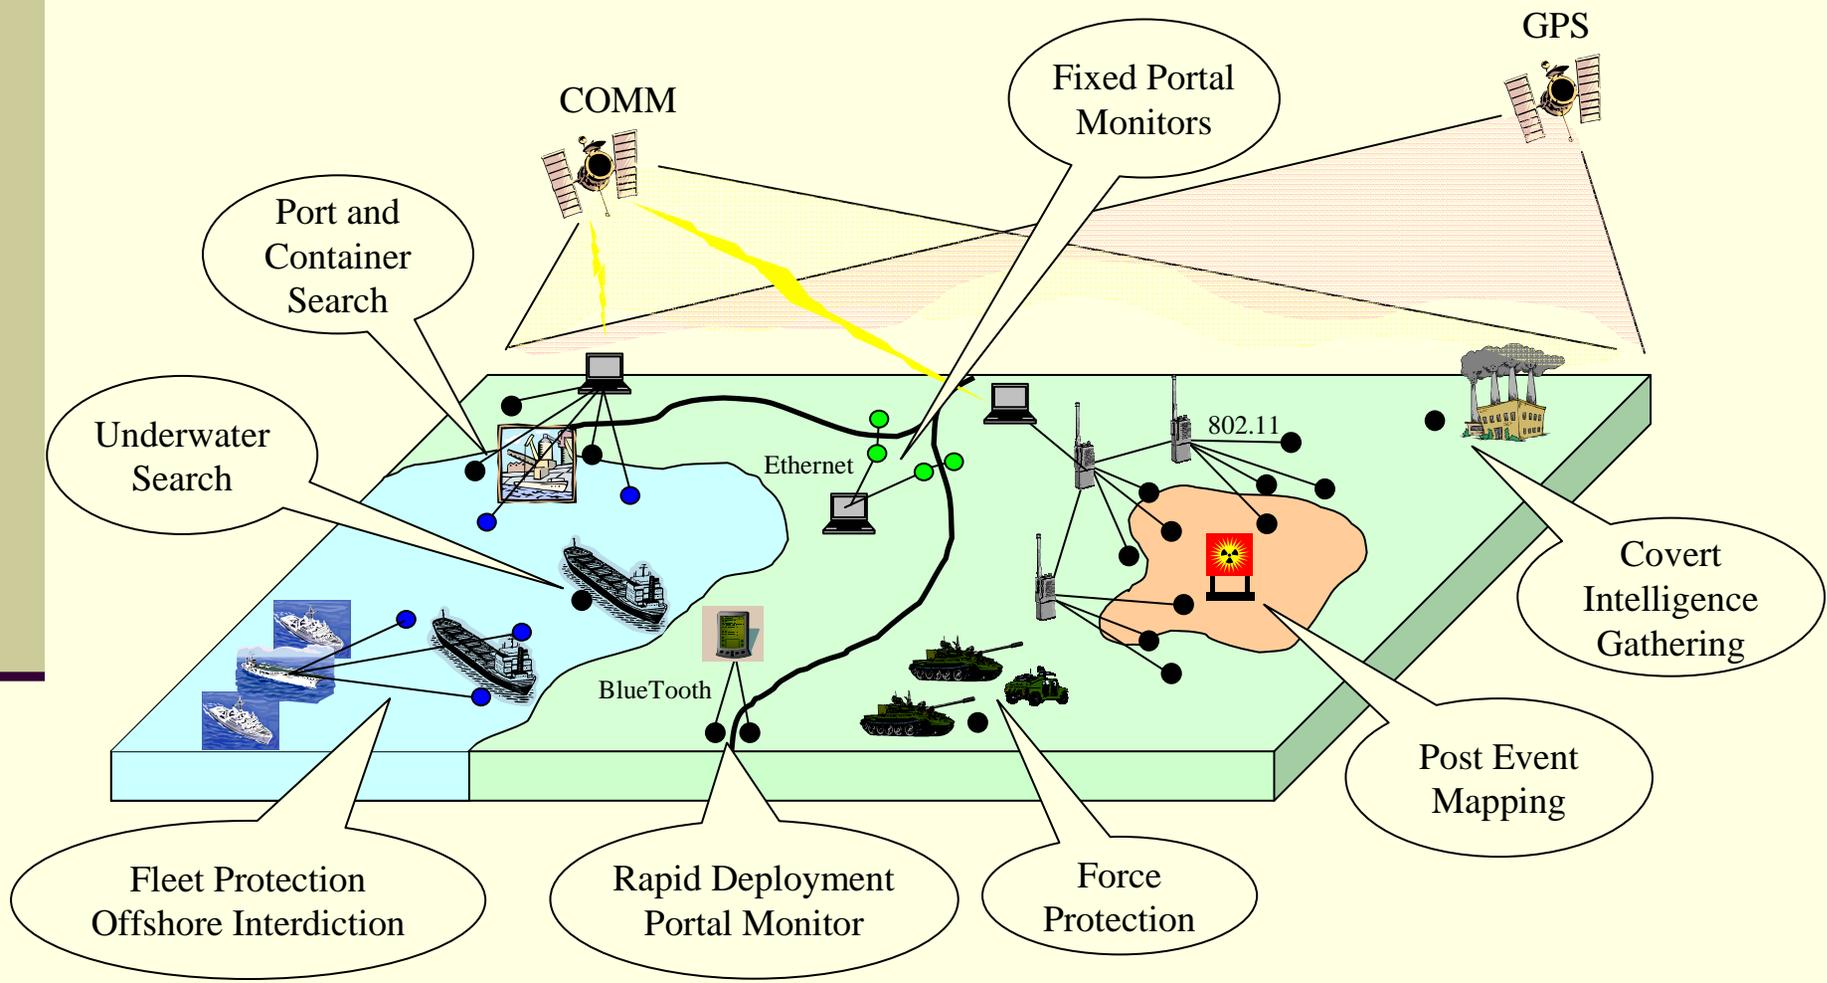 GPS
COMM
Fixed Portal
Monitors
Port and
Container
Search
Underwater
Search
802.11
Ethernet
Covert
Intelligence
Gathering
BlueTooth
Post Event
Mapping
Fleet Protection
Offshore Interdiction
Rapid Deployment
Portal Monitor
Force
Protection